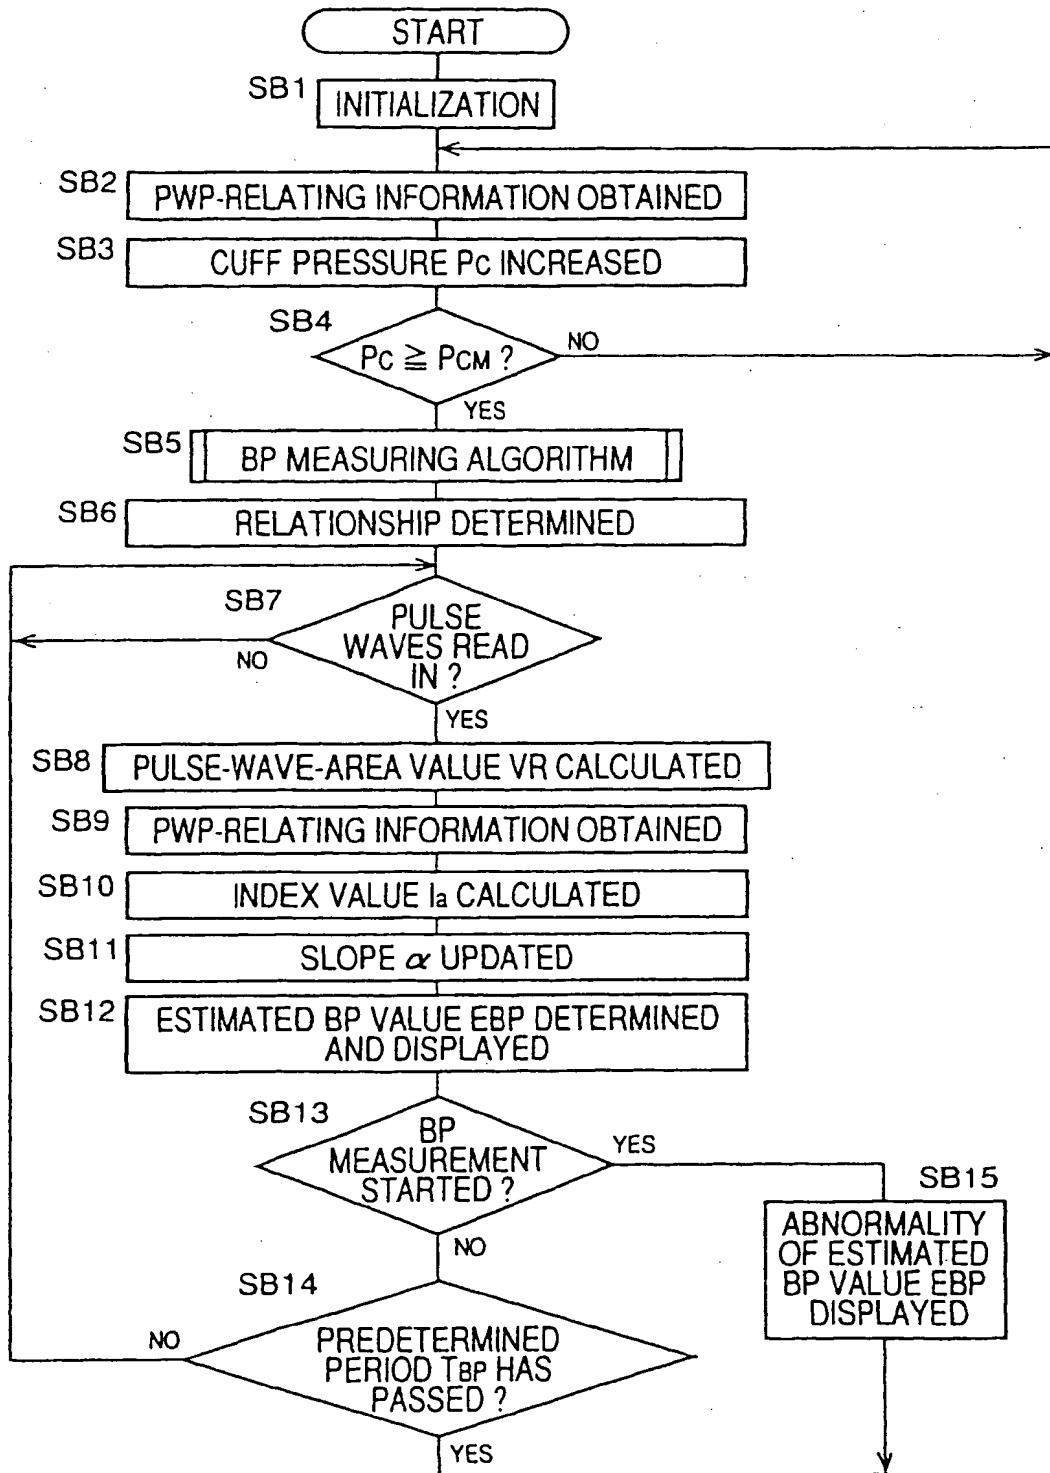 START
SB1
INITIALIZATION
SB2
PWP-RELATING INFORMATION OBTAINED
SB3
CUFF PRESSURE PC INCREASED
SB4
PC ≧ PCM ?
NO
YES
SB5
BP MEASURING ALGORITHM
SB6
RELATIONSHIP DETERMINED
SB7
PULSE
WAVES READ
IN ?
NO
YES
SB8
PULSE-WAVE-AREA VALUE VR CALCULATED
SB9
PWP-RELATING INFORMATION OBTAINED
SB10
INDEX VALUE Ia CALCULATED
SB11
SLOPE α UPDATED
SB12
ESTIMATED BP VALUE EBP DETERMINED
AND DISPLAYED
SB13
BP
MEASUREMENT
STARTED ?
YES
NO
SB15
ABNORMALITY
OF ESTIMATED
BP VALUE EBP
DISPLAYED
SB14
PREDETERMINED
PERIOD TBP HAS
PASSED ?
NO
YES